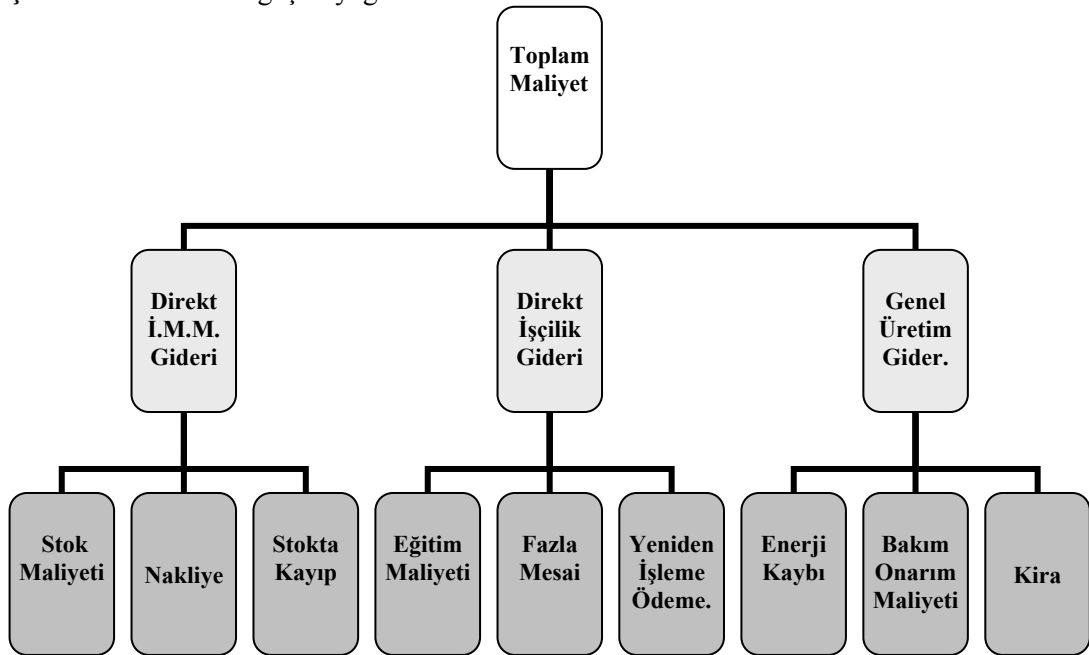 Toplam
Maliyet
Direkt
İ.M.M.
Gideri
Direkt
İşçilik
Gideri
Genel
Üretim
Gider.
Stok
Maliyeti
Nakliye
Stokta
Kayıp
Eğitim
Maliyeti
Fazla
Mesai
Yeniden
İşleme
Ödeme.
Enerji
Kaybı
Bakım
Onarım
Maliyeti
Kira